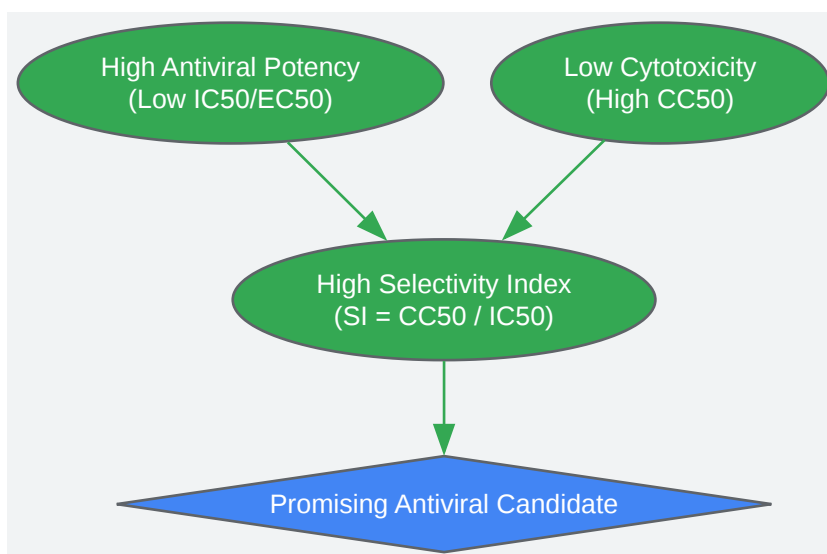 High Antiviral Potency
(Low IC50/EC50)
Low Cytotoxicity
(High CC50)
High Selectivity Index
(SI = CC50 / IC50)
Promising Antiviral Candidate